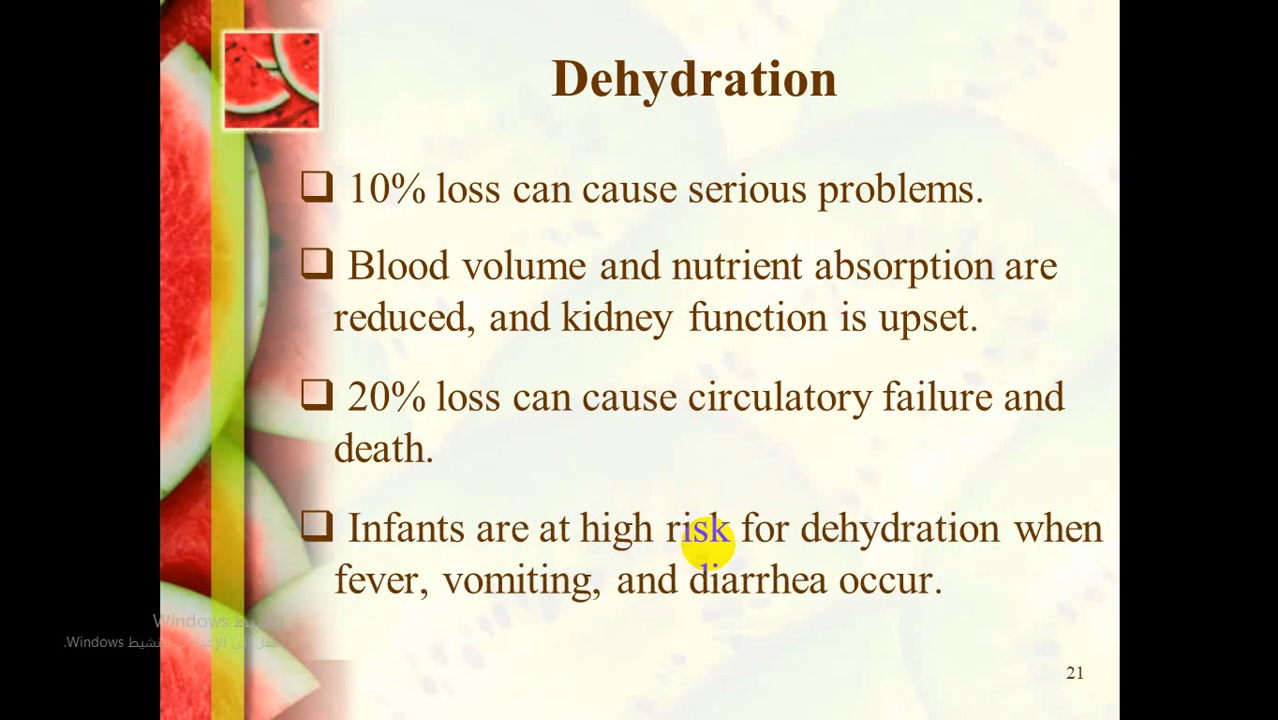 Dehydration
❑ 10% loss can cause serious problems.
❑ Blood volume and nutrient absorption are
reduced, and kidney function is upset.
❑ 20% loss can cause circulatory failure and
death.
❑ Infants are at high risk for dehydration when
fever, vomiting, and diarrhea occur.
Windows
Windows.
21